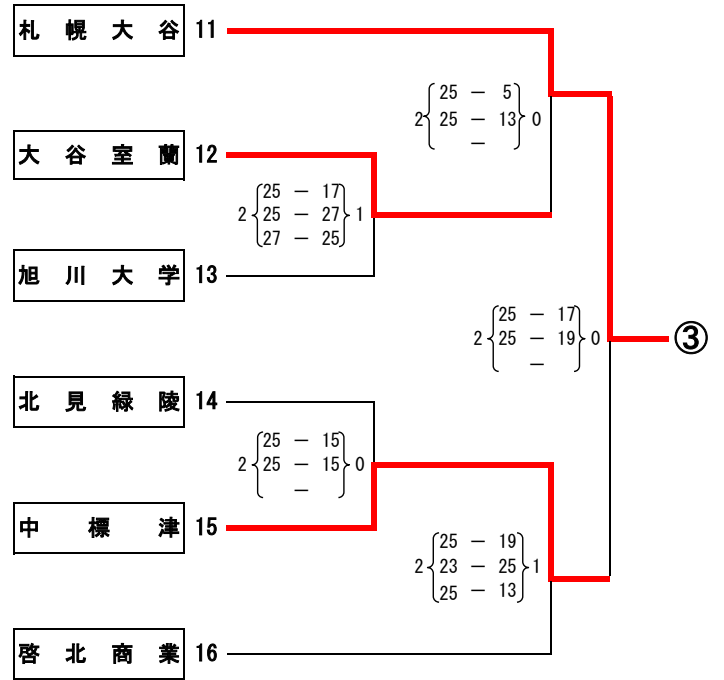 札幌大谷 11
25 － 5
2 25 － 13 0
－
大谷室蘭 12
25 － 17
2 25 － 27 1
27 － 25
旭川大学 13
25 － 17
2 25 － 19 0
－
③
北見緑陵 14
25 － 15
2 25 － 15 0
－
中標津 15
25 － 19
2 23 － 25 1
25 － 13
啓北商業 16